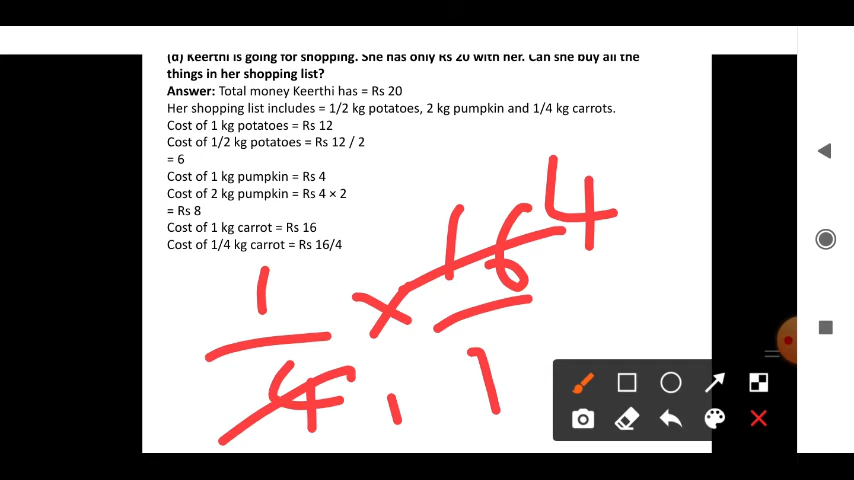 (d) Keerthi is going for shopping. She has only Rs 20 with her. Can she buy all the
things in her shopping list?
Answer: Total money Keerthi has = Rs 20
Her shopping list includes = 1/2 kg potatoes, 2 kg pumpkin and 1/4 kg carrots.
Cost of 1 kg potatoes = Rs 12
Cost of 1/2 kg potatoes = Rs 12 / 2
= 6
Cost of 1 kg pumpkin = Rs 4
Cost of 2 kg pumpkin = Rs 4 × 2
= Rs 8
Cost of 1 kg carrot = Rs 16
Cost of 1/4 kg carrot = Rs 16/4
4
1 × 16
4 1 1